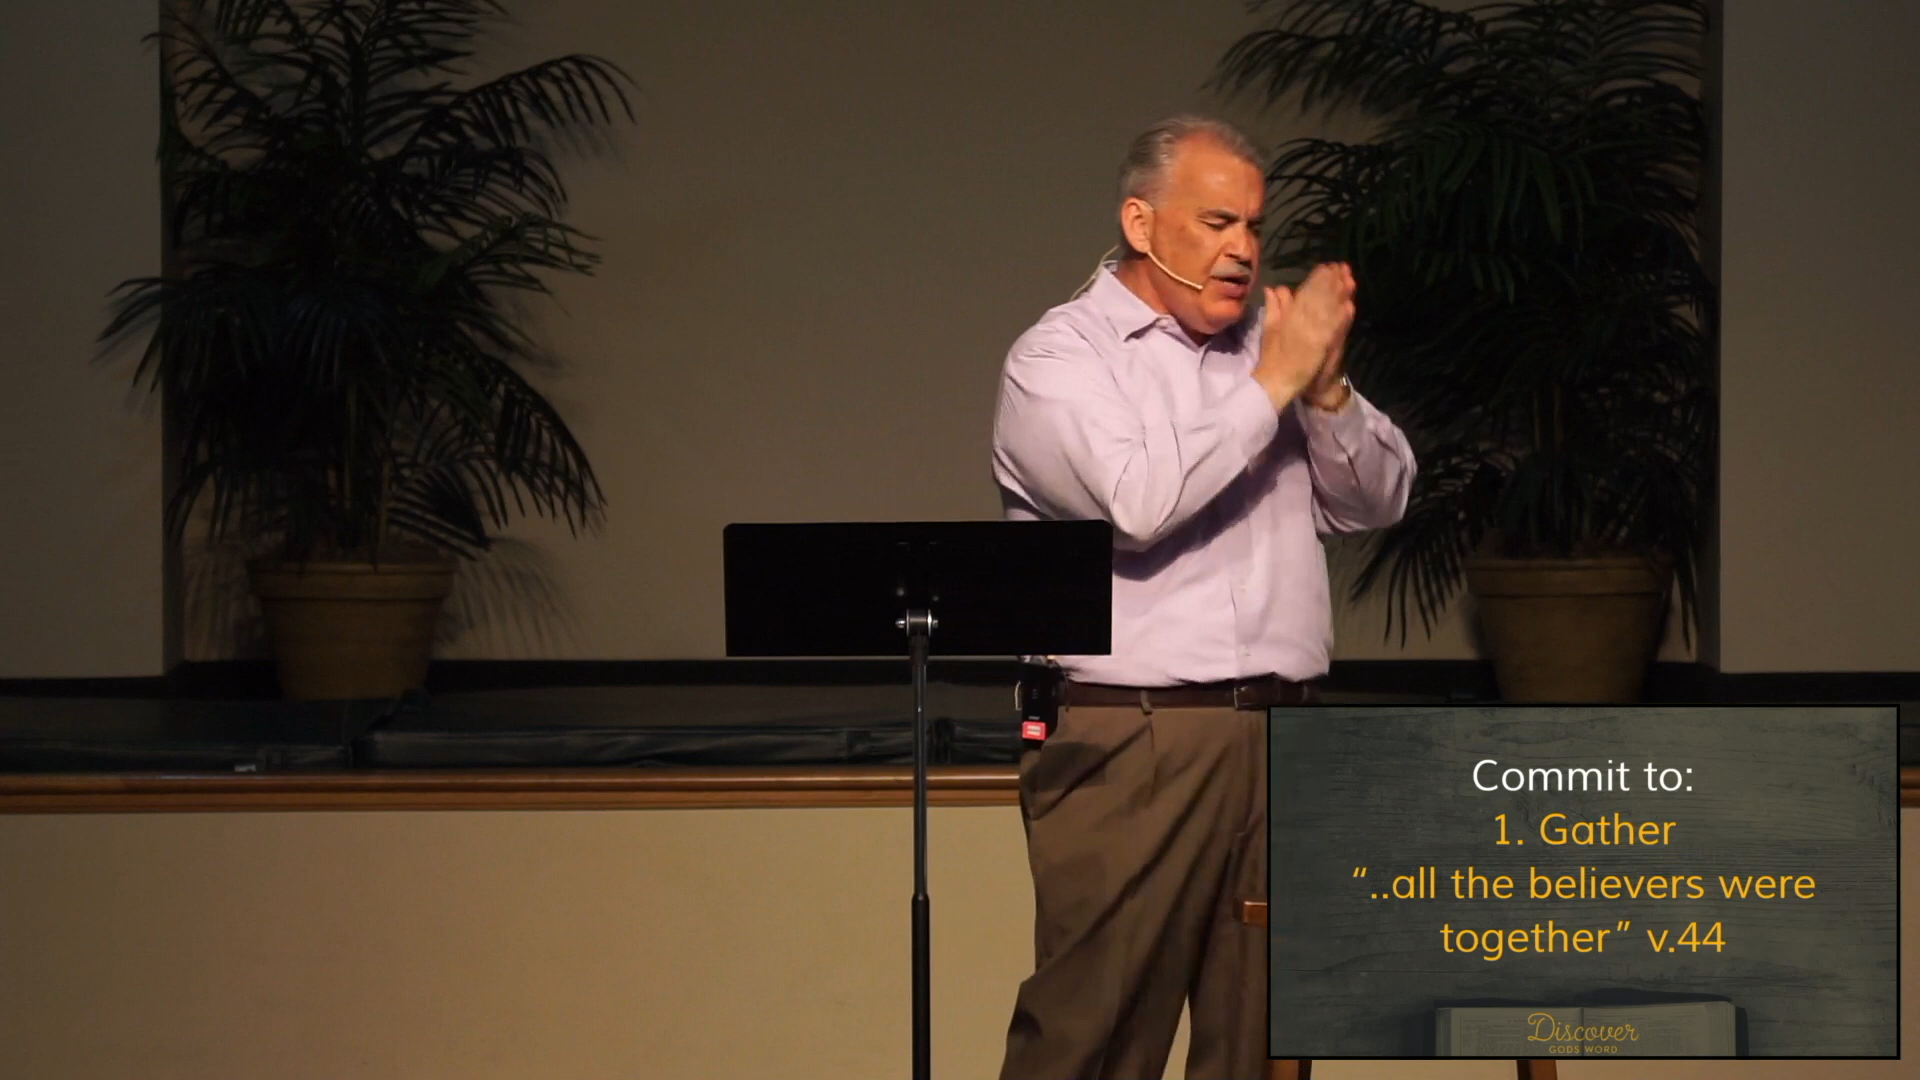 Commit to:
1. Gather
“..all the believers were
together” v.44
Discover
GODS WORD